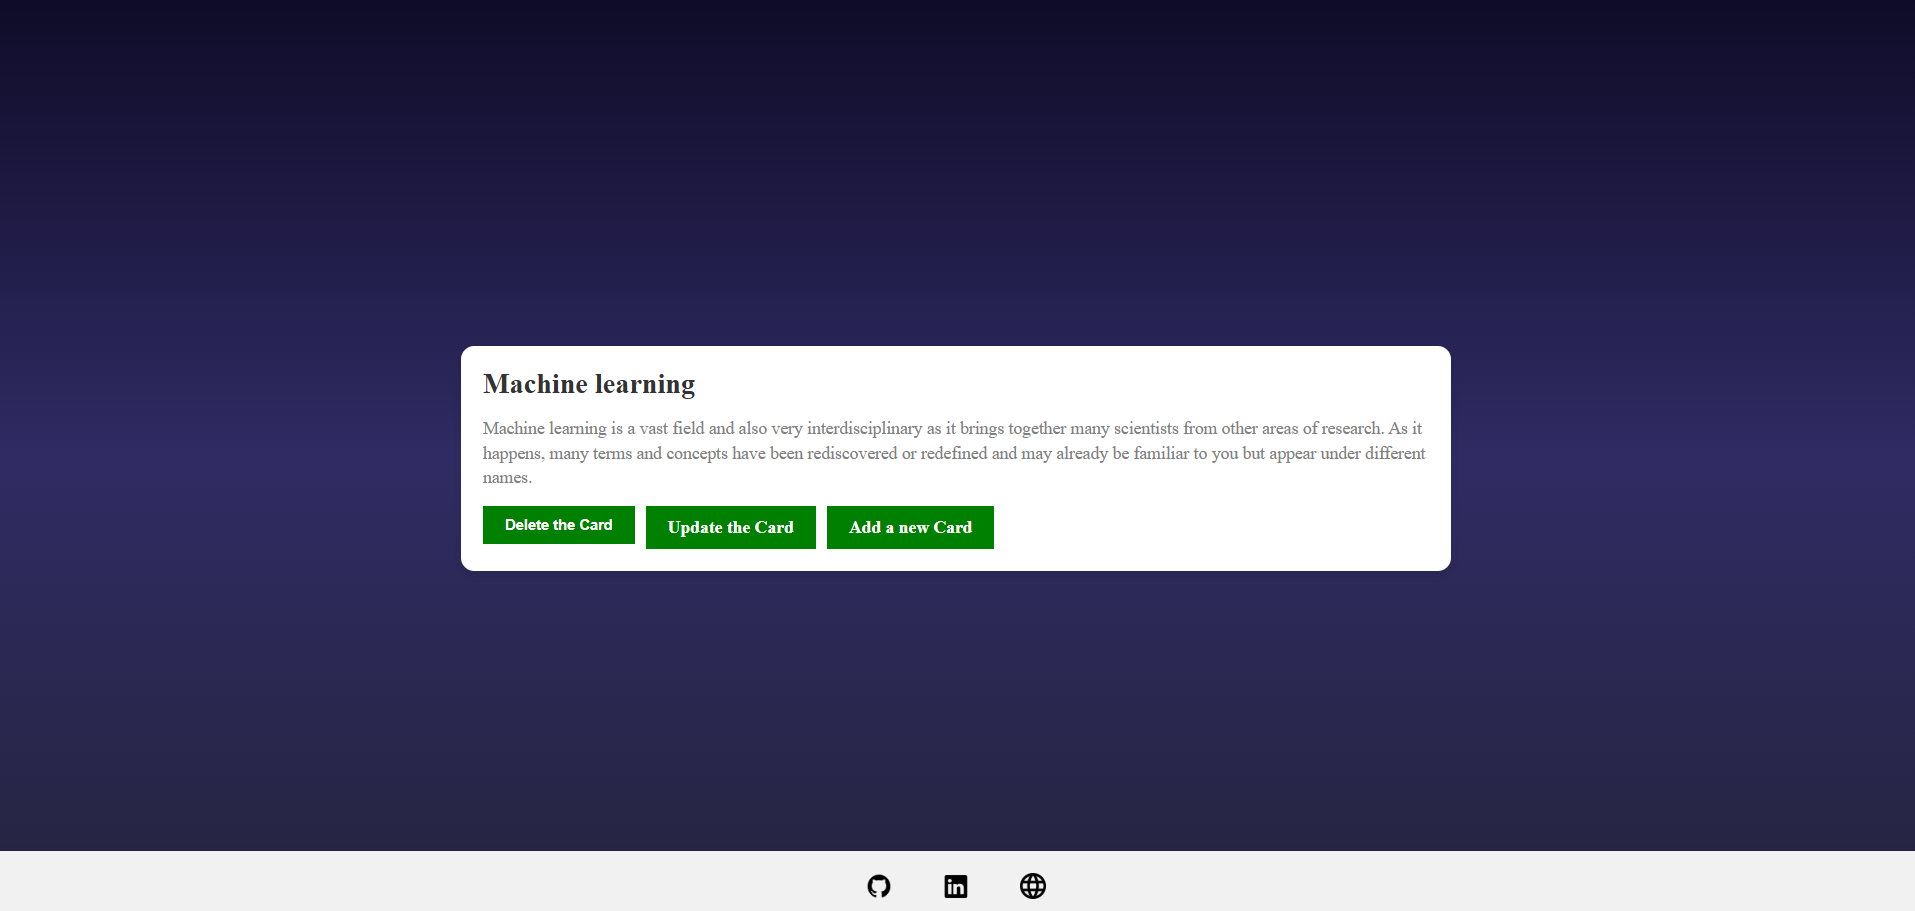 Machine learning
Machine learning is a vast field and also very interdisciplinary as it brings together many scientists from other areas of research. As it
happens, many terms and concepts have been rediscovered or redefined and may already be familiar to you but appear under different
names.
Delete the Card
Update the Card
Add a new Card
in